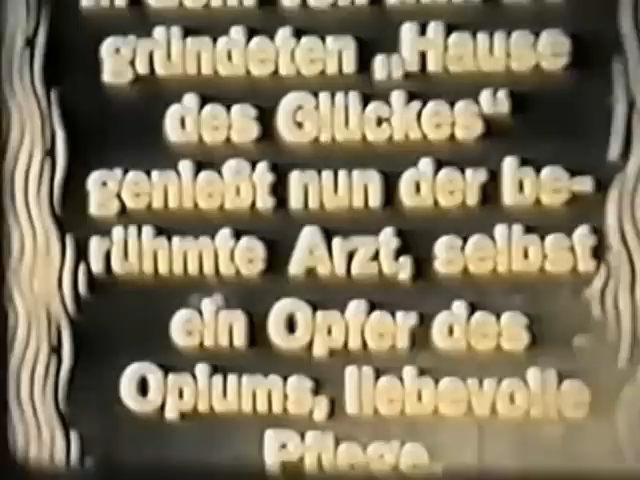 gründeten „Hause
des Glückes“
genießt nun der be-
rühmte Arzt, selbst
ein Opfer des
Opiums, liebevolle
Pflege.